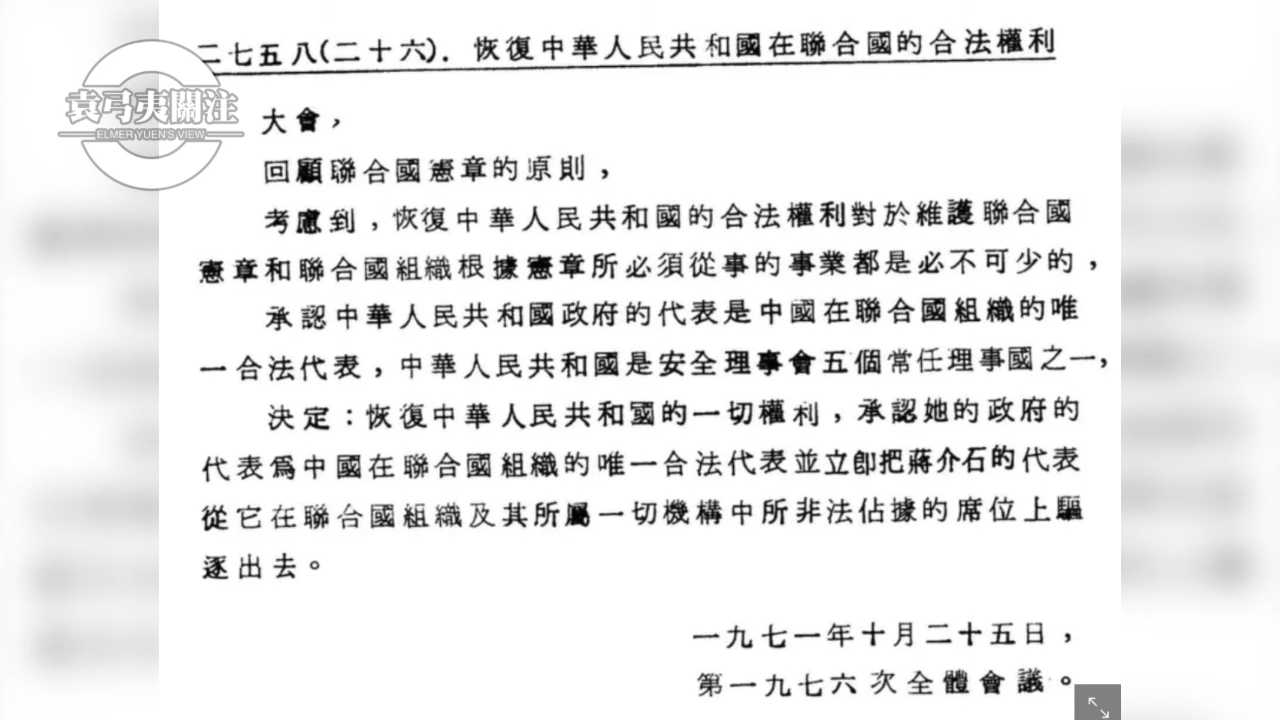 二七五八(二十六). 恢復中華人民共和國在聯合國的合法權利
袁弓夷關注
ELMER YUEN'S VIEW
大會,
回顧聯合國憲章的原則,
考慮到,恢復中華人民共和國的合法權利對於維護聯合國
憲章和聯合國組織根據憲章所必須從事的事業都是必不可少的,
承認中華人民共和國政府的代表是中國在聯合國組織的唯
一合法代表,中華人民共和國是安全理事會五個常任理事國之一,
決定:恢復中華人民共和國的一切權利,承認她的政府的
代表為中國在聯合國組織的唯一合法代表並立即把蔣介石的代表
從它在聯合國組織及其所屬一切機構中所非法佔據的席位上驅
逐出去。
一九七一年十月二十五日,
第一九七六次全體會議。